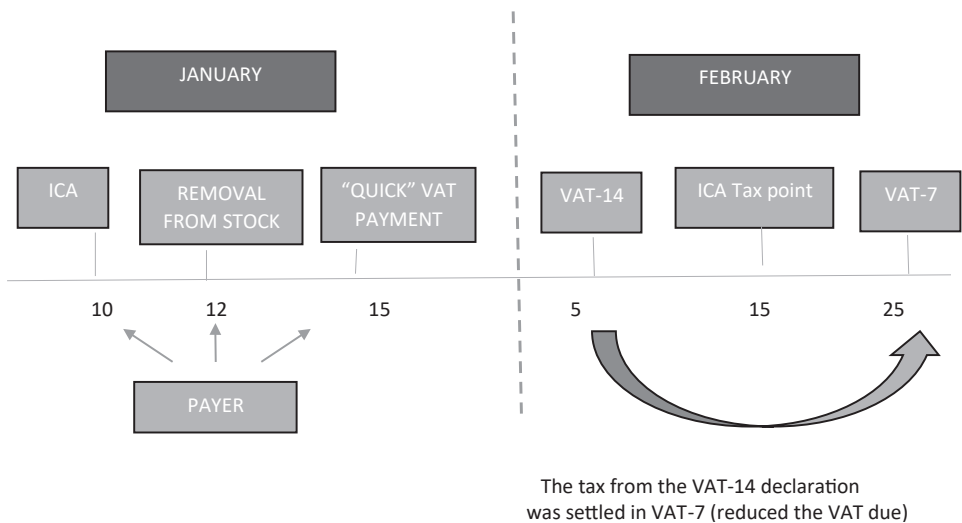 JANUARY
FEBRUARY
ICA
REMOVAL
FROM STOCK
“QUICK” VAT
PAYMENT
VAT-14
ICA Tax point
VAT-7
10
12
15
5
15
25
PAYER
The tax from the VAT-14 declaration
was settled in VAT-7 (reduced the VAT due)